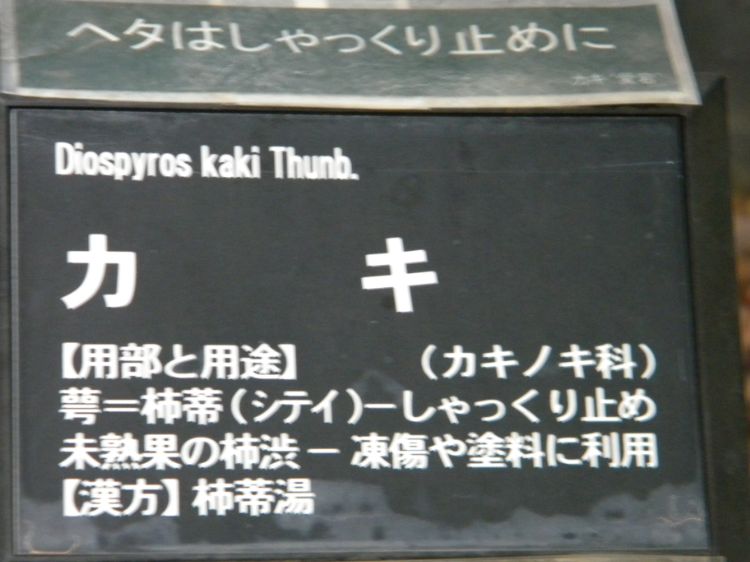 ヘタはしゃっくり止めに
Diospyros kaki Thunb.
カキ
【用部と用途】 (カキノキ科)
萼=柿蒂(シテイ)−しゃっくり止め
未熟果の柿渋− 凍傷や塗料に利用
【漢方】 柿蒂湯